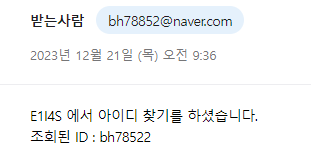 받는사람 bh78852@naver.com
2023년 12월 21일 (목) 오전 9:36
E1I4S 에서 아이디 찾기를 하셨습니다.
조회된 ID : bh78522